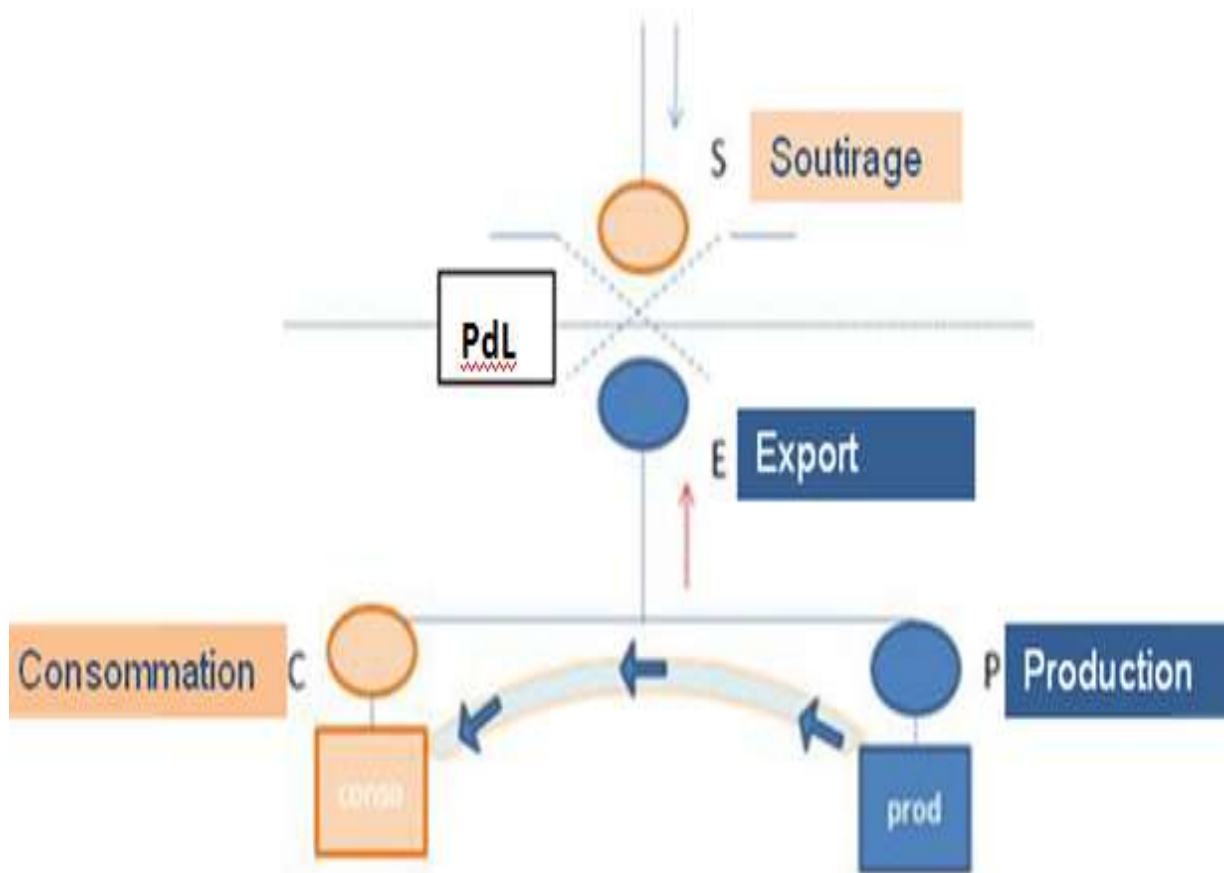 S Soutirage
PdL
E Export
Consommation C
P Production
conso
prod